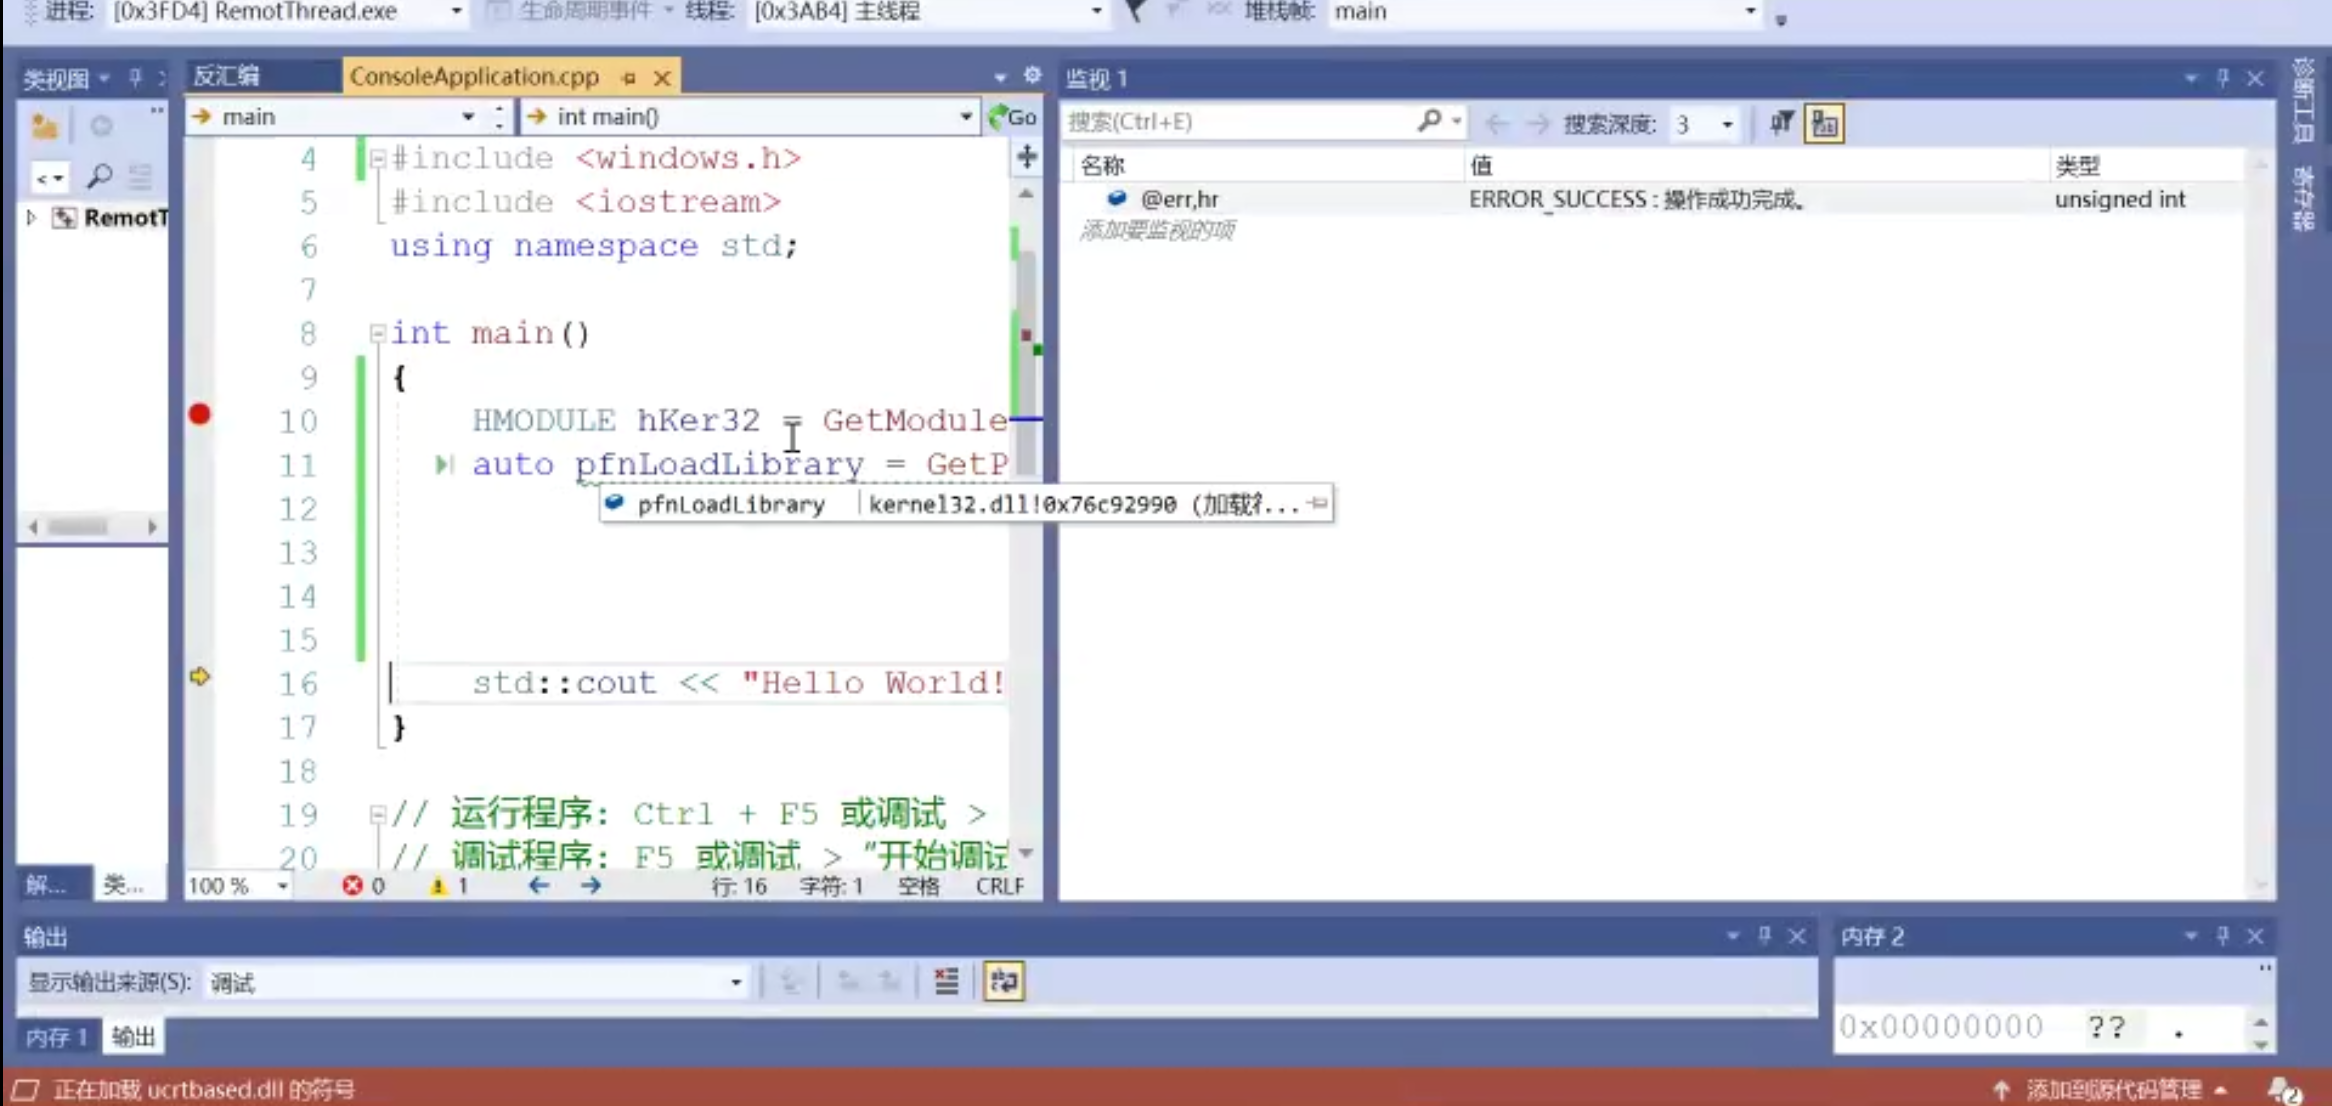 进程: [0x3FD4] RemotThread.exe 生命周期事件 线程: [0x3AB4] 主线程 堆栈帧: main
类视图
反汇编 ConsoleApplication.cpp
main int main() Go
RemotT
4 #include <windows.h>
5 #include <iostream>
6 using namespace std;
7
8 int main()
9 {
10 HMODULE hKer32 = GetModule
11 auto pfnLoadLibrary = GetP
12
pfnLoadLibrary kernel32.dll!0x76c92990 (加载符...
13
14
15
16 std::cout << "Hello World!
17 }
18
19 // 运行程序: Ctrl + F5 或调试 >
20 // 调试程序: F5 或调试 > "开始调试
解... 类...
100 % 0 1 行: 16 字符: 1 空格 CRLF
监视 1
搜索(Ctrl+E) 搜索深度: 3
名称 值 类型
@err,hr ERROR_SUCCESS : 操作成功完成。 unsigned int
添加要监视的项
诊断工具
寄存器
输出
显示输出来源(S): 调试
内存 1 输出
内存 2
0x00000000 ?? .
正在加载 ucrtbased.dll 的符号 添加到源代码管理 2